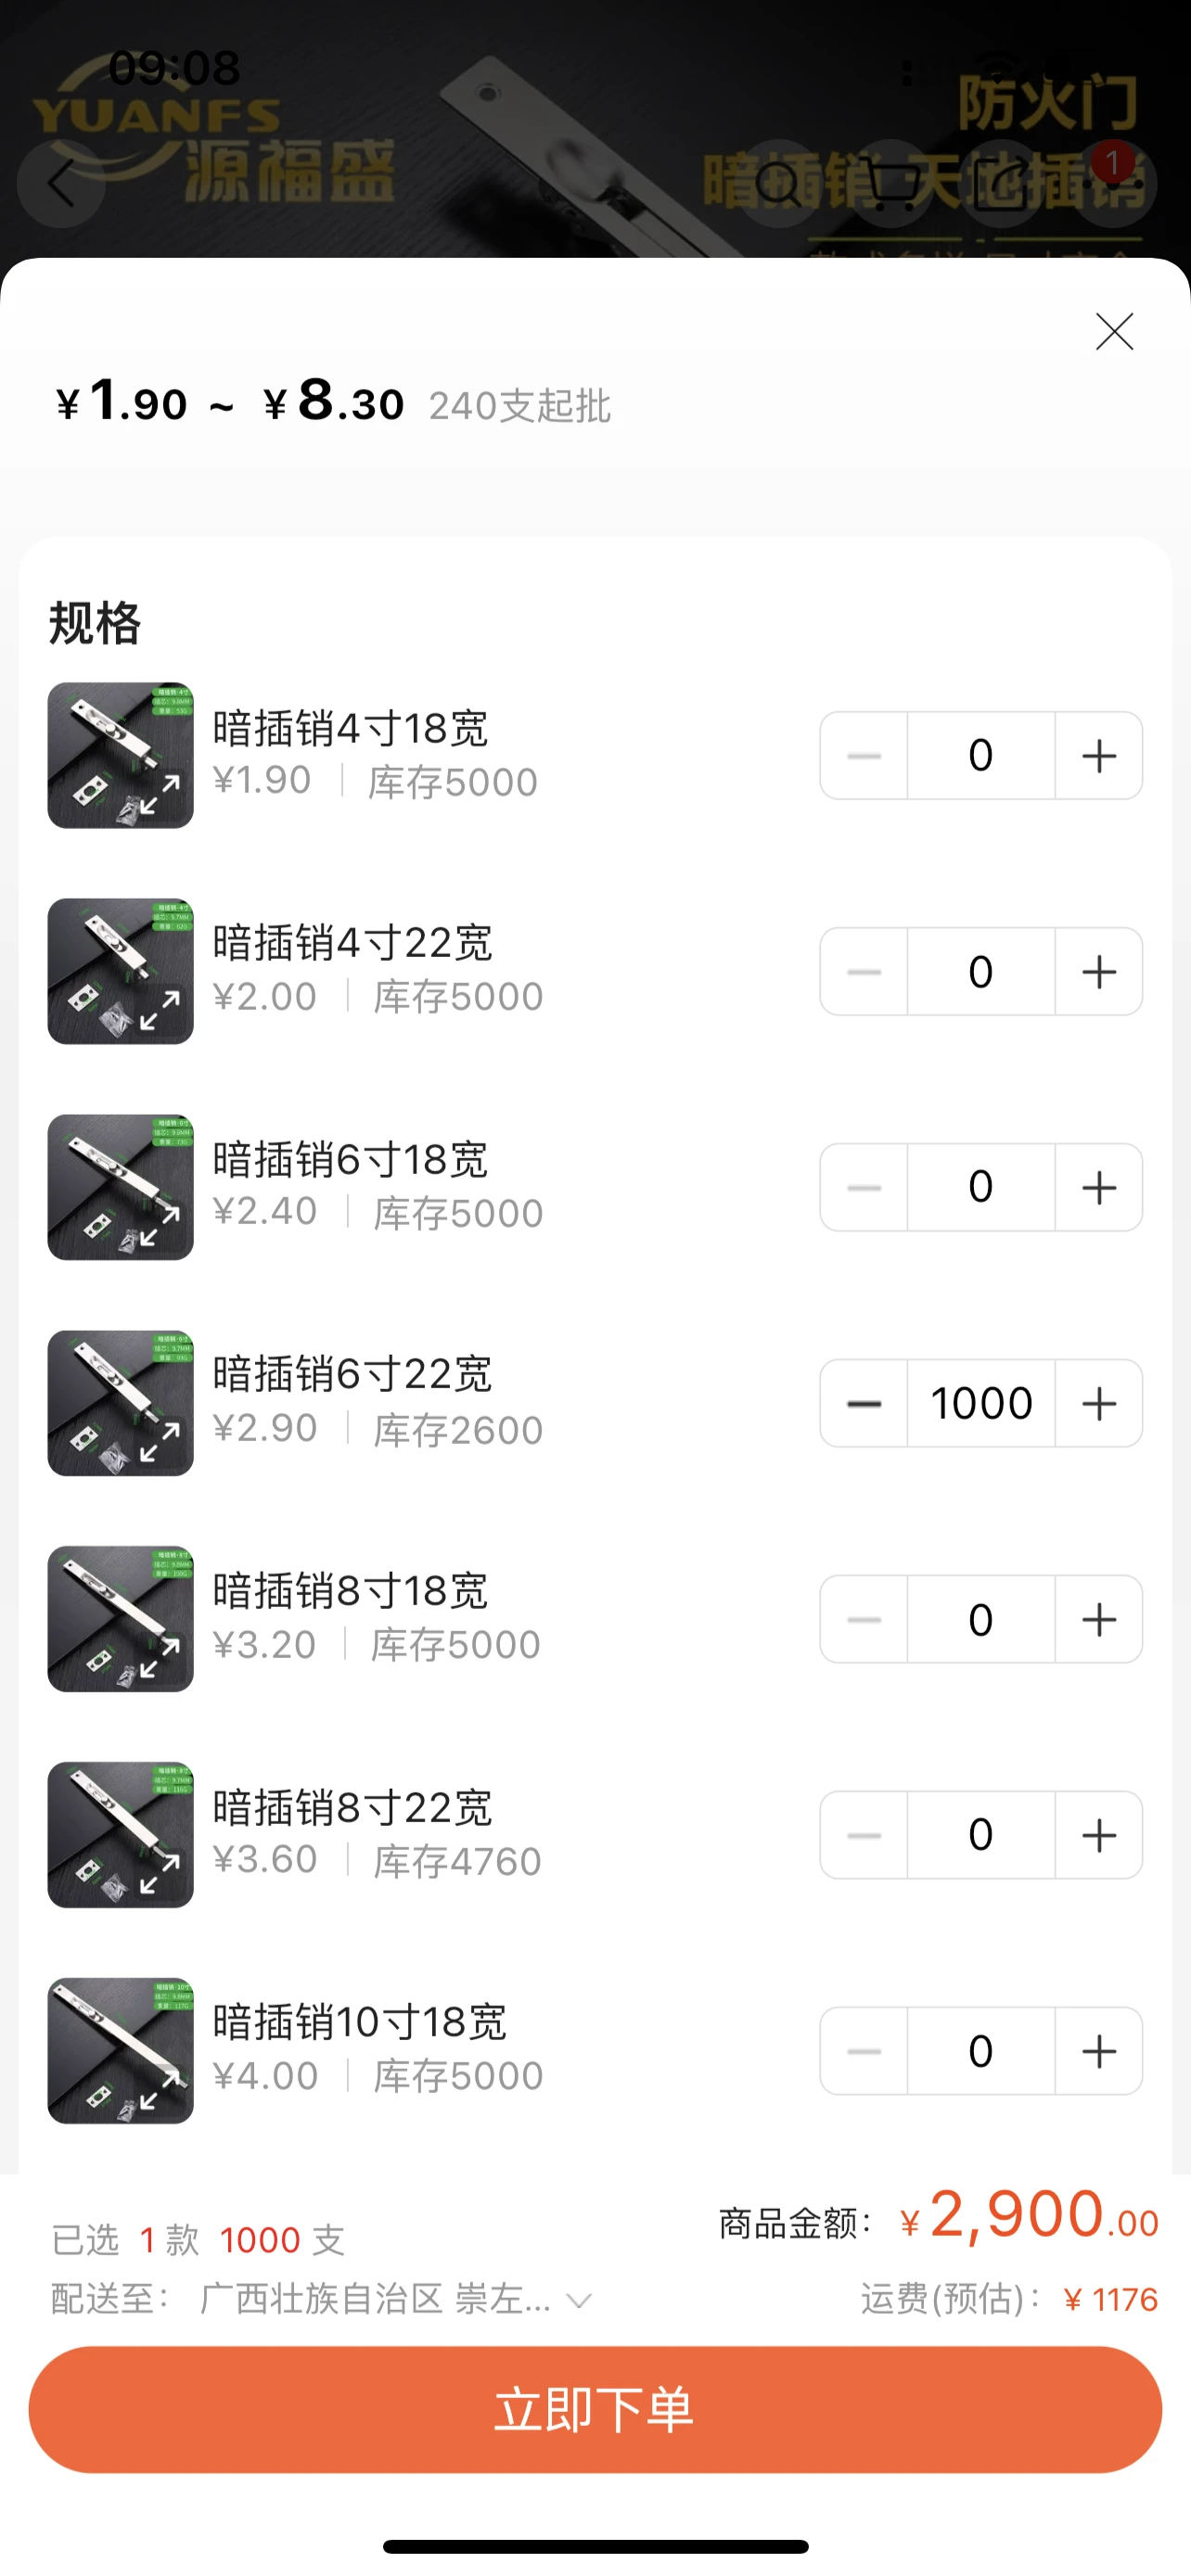 09:08
YUANFS
源福盛
防火门
暗插销 天地插销
1
¥1.90 ~ ¥8.30 240支起批
规格
暗插销4寸18宽
¥1.90 库存5000
0
暗插销4寸22宽
¥2.00 库存5000
0
暗插销6寸18宽
¥2.40 库存5000
0
暗插销6寸22宽
¥2.90 库存2600
1000
暗插销8寸18宽
¥3.20 库存5000
0
暗插销8寸22宽
¥3.60 库存4760
0
暗插销10寸18宽
¥4.00 库存5000
0
已选 1 款 1000 支
商品金额: ¥2,900.00
配送至: 广西壮族自治区 崇左...
运费(预估): ¥1176
立即下单